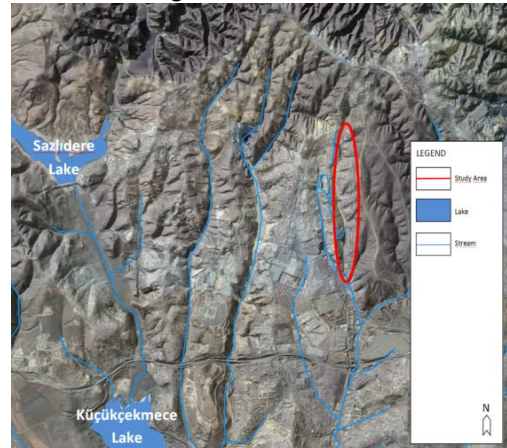 Sazlıdere
Lake
Küçükçekmece
Lake
LEGEND
Study Area
Lake
Stream
N